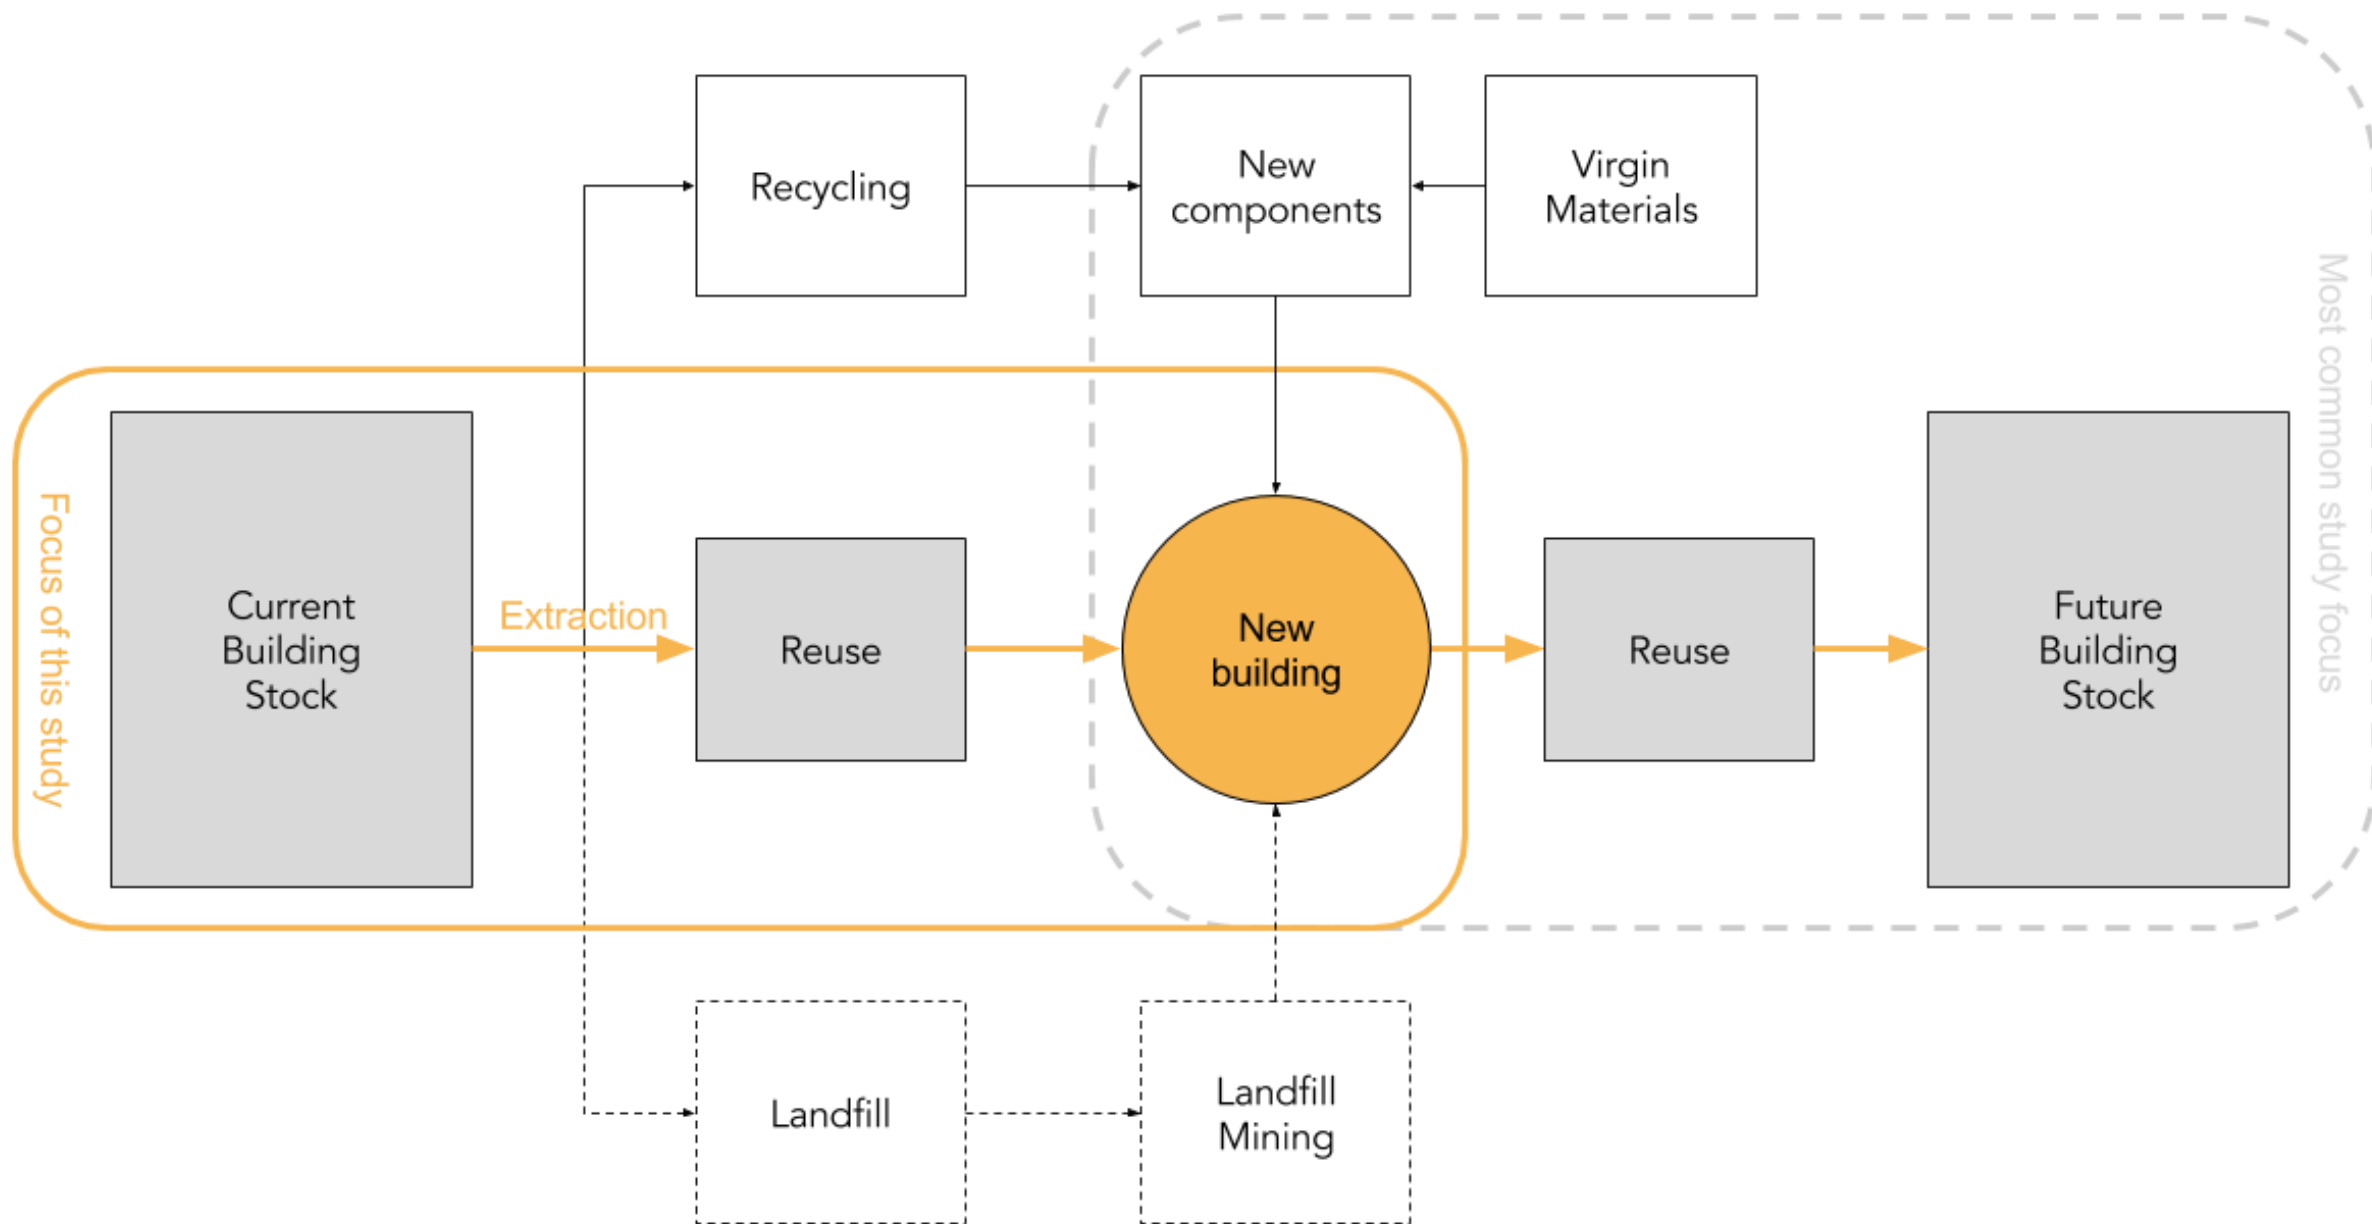 Recycling
New
components
Virgin
Materials
Most common study focus
Focus of this study
Current
Building
Stock
Extraction
Reuse
New
building
Reuse
Future
Building
Stock
Landfill
Landfill
Mining